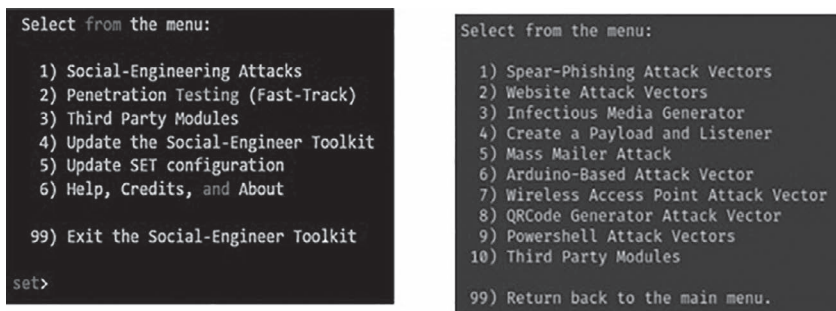 Select from the menu:
1) Social-Engineering Attacks
2) Penetration Testing (Fast-Track)
3) Third Party Modules
4) Update the Social-Engineer Toolkit
5) Update SET configuration
6) Help, Credits, and About
99) Exit the Social-Engineer Toolkit
set>
Select from the menu:
1) Spear-Phishing Attack Vectors
2) Website Attack Vectors
3) Infectious Media Generator
4) Create a Payload and Listener
5) Mass Mailer Attack
6) Arduino-Based Attack Vector
7) Wireless Access Point Attack Vector
8) QRCode Generator Attack Vector
9) Powershell Attack Vectors
10) Third Party Modules
99) Return back to the main menu.